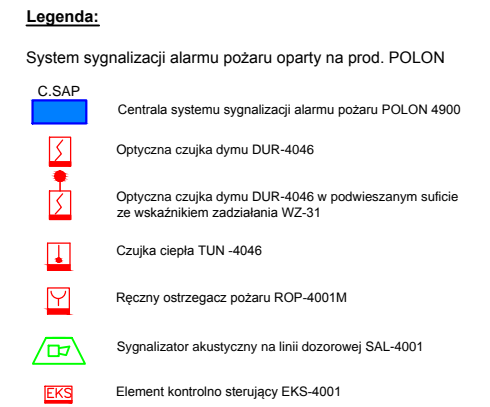 Legenda:
System sygnalizacji alarmu pożaru oparty na prod. POLON
C.SAP
Centrala systemu sygnalizacji alarmu pożaru POLON 4900
Optyczna czujka dymu DUR-4046
Optyczna czujka dymu DUR-4046 w podwieszanym suficie
ze wskaźnikiem zadziałania WZ-31
Czujka ciepła TUN -4046
Ręczny ostrzegacz pożaru ROP-4001M
Sygnalizator akustyczny na linii dozorowej SAL-4001
EKS
Element kontrolno sterujący EKS-4001